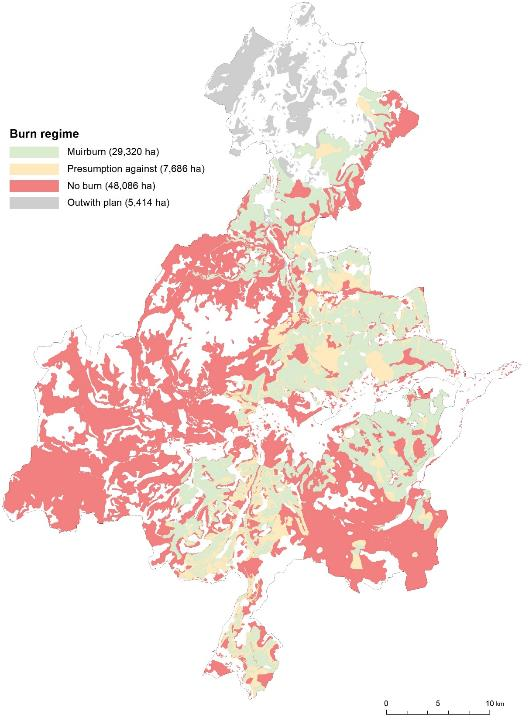 Burn regime
Muirburn (29,320 ha)
Presumption against (7,686 ha)
No burn (48,086 ha)
Outwith plan (5,414 ha)
0 5 10 km